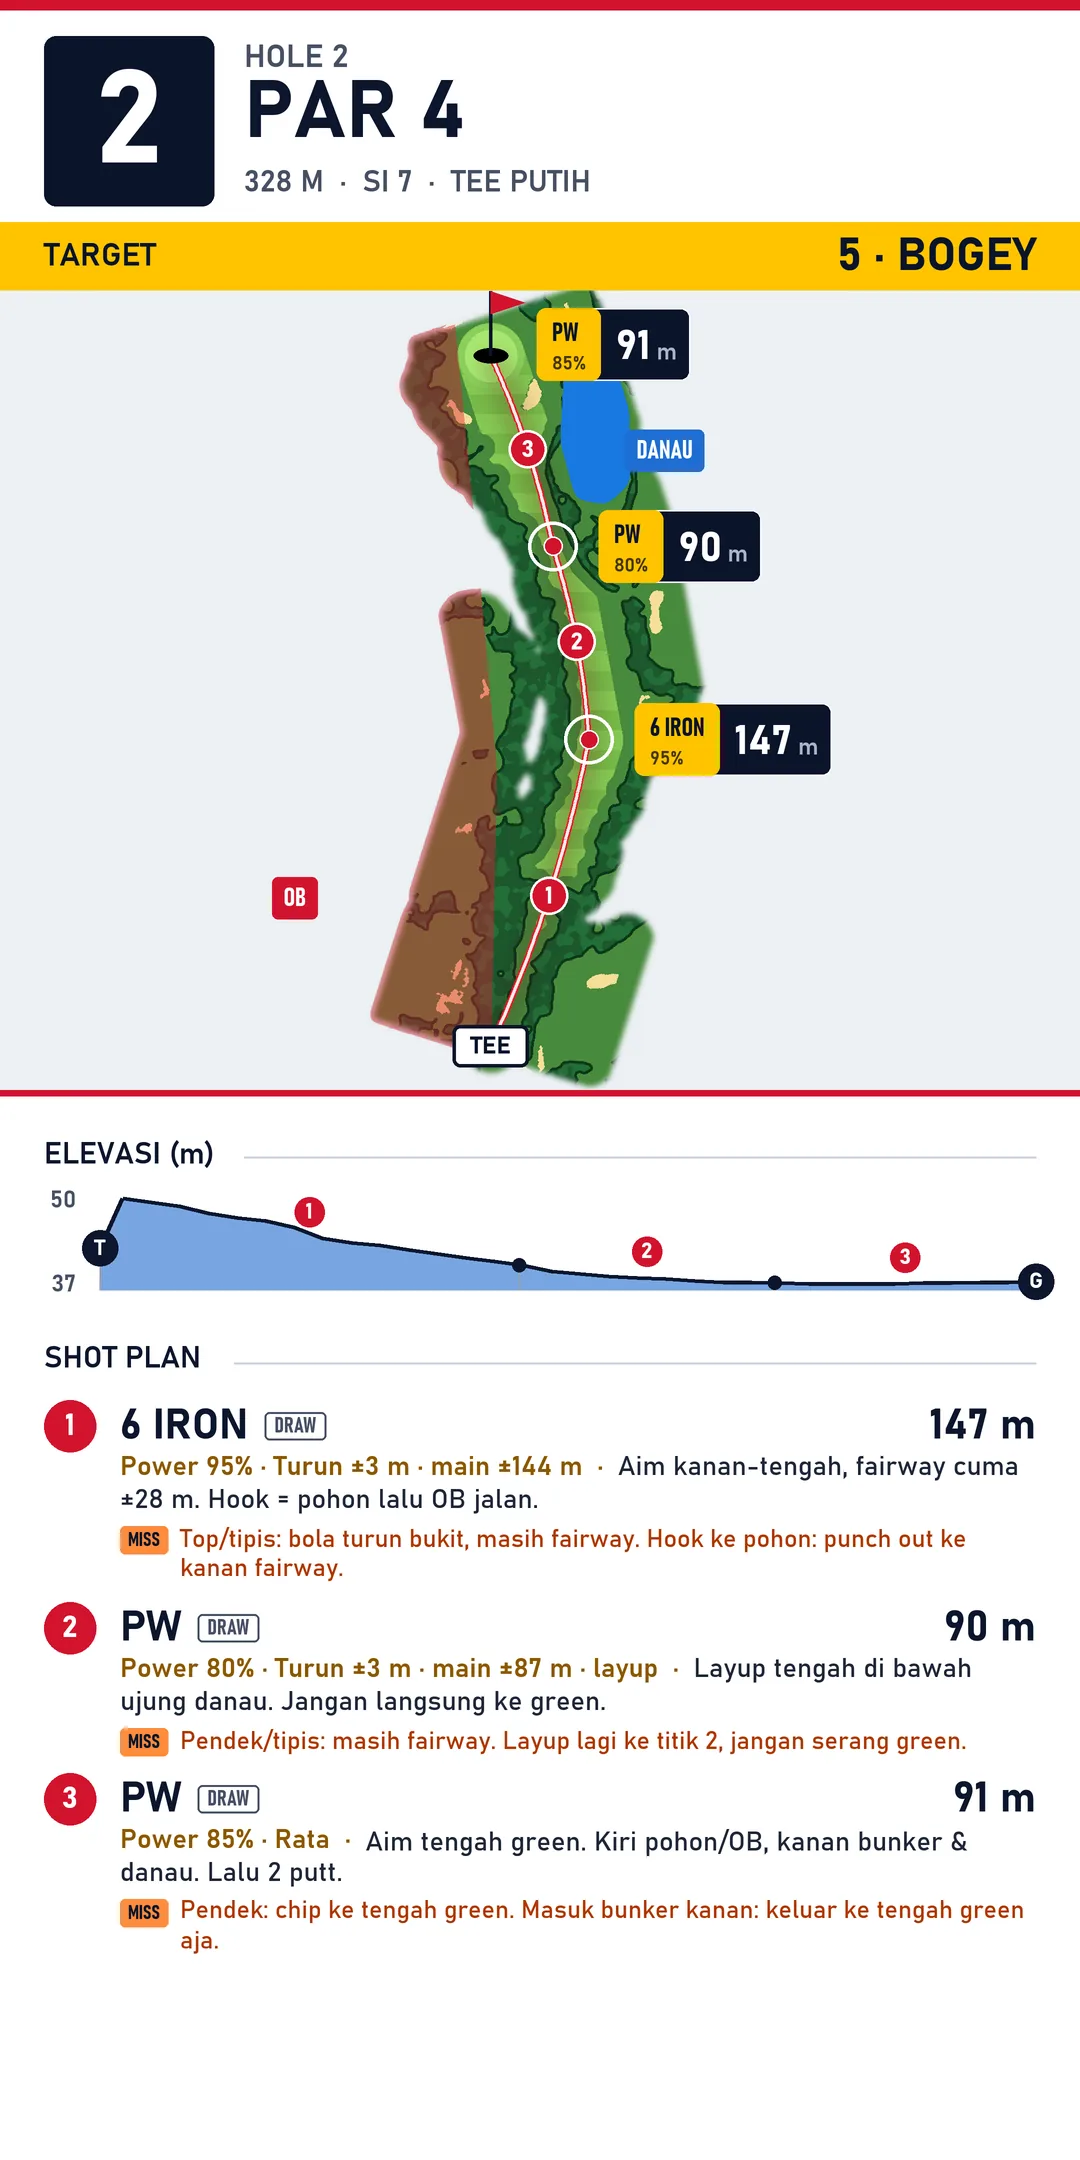 2
HOLE 2
PAR 4
328 M · SI 7 · TEE PUTIH
TARGET
5 · BOGEY
PW
85%
91 m
3
DANAU
PW
80%
90 m
2
6 IRON
95%
147 m
OB
1
TEE
ELEVASI (m)
50
37
T
1
2
3
G
SHOT PLAN
1
6 IRON
DRAW
147 m
Power 95% · Turun ±3 m · main ±144 m · Aim kanan-tengah, fairway cuma
±28 m. Hook = pohon lalu OB jalan.
MISS
Top/tipis: bola turun bukit, masih fairway. Hook ke pohon: punch out ke
kanan fairway.
2
PW
DRAW
90 m
Power 80% · Turun ±3 m · main ±87 m · layup · Layup tengah di bawah
ujung danau. Jangan langsung ke green.
MISS
Pendek/tipis: masih fairway. Layup lagi ke titik 2, jangan serang green.
3
PW
DRAW
91 m
Power 85% · Rata · Aim tengah green. Kiri pohon/OB, kanan bunker &
danau. Lalu 2 putt.
MISS
Pendek: chip ke tengah green. Masuk bunker kanan: keluar ke tengah green
aja.